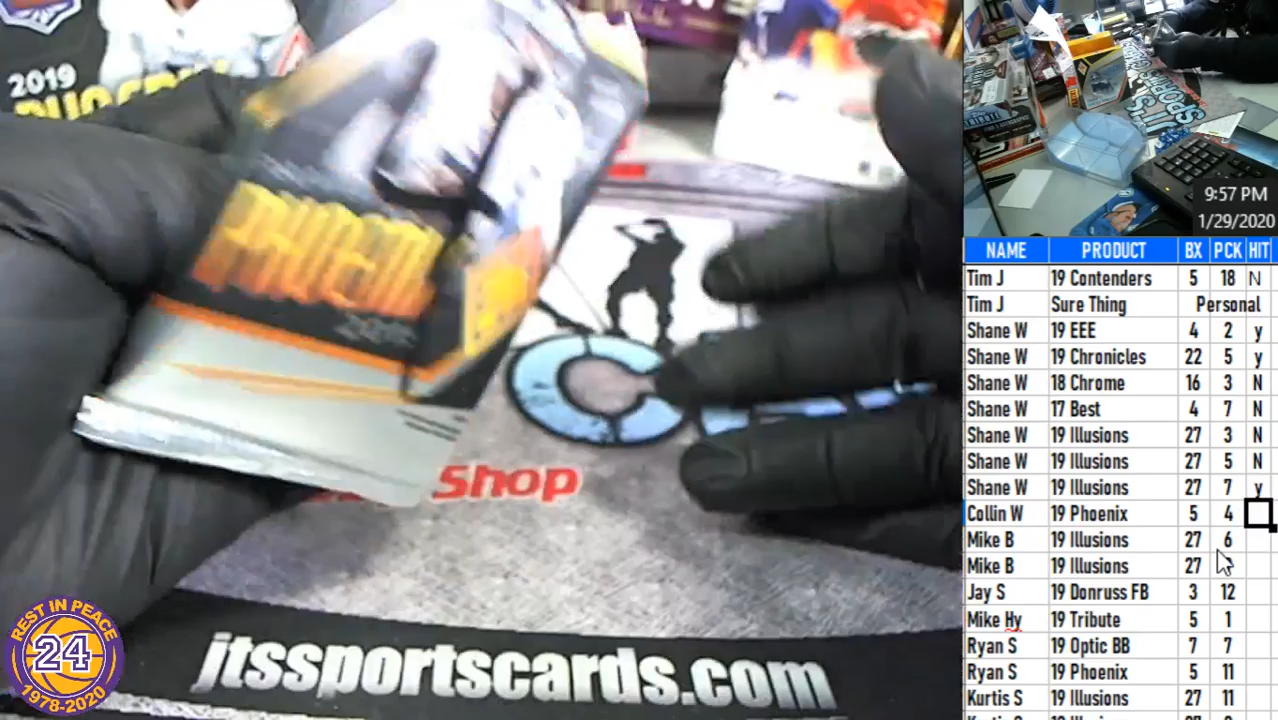 2019
9:57 PM
1/29/2020
NAME PRODUCT BX PCK HIT
Tim J 19 Contenders 5 18 N
Tim J Sure Thing Personal
Shane W 19 EEE 4 2 y
Shane W 19 Chronicles 22 5 y
Shane W 18 Chrome 16 3 N
Shane W 17 Best 4 7 N
Shane W 19 Illusions 27 3 N
Shane W 19 Illusions 27 5 N
Shane W 19 Illusions 27 7 y
Collin W 19 Phoenix 5 4
Mike B 19 Illusions 27 6
Mike B 19 Illusions 27
Jay S 19 Donruss FB 3 12
Mike Hy 19 Tribute 5 1
Ryan S 19 Optic BB 7 7
Ryan S 19 Phoenix 5 11
Kurtis S 19 Illusions 27 11
Shop
jtssportscards.com
REST IN PEACE
24
1978-2020